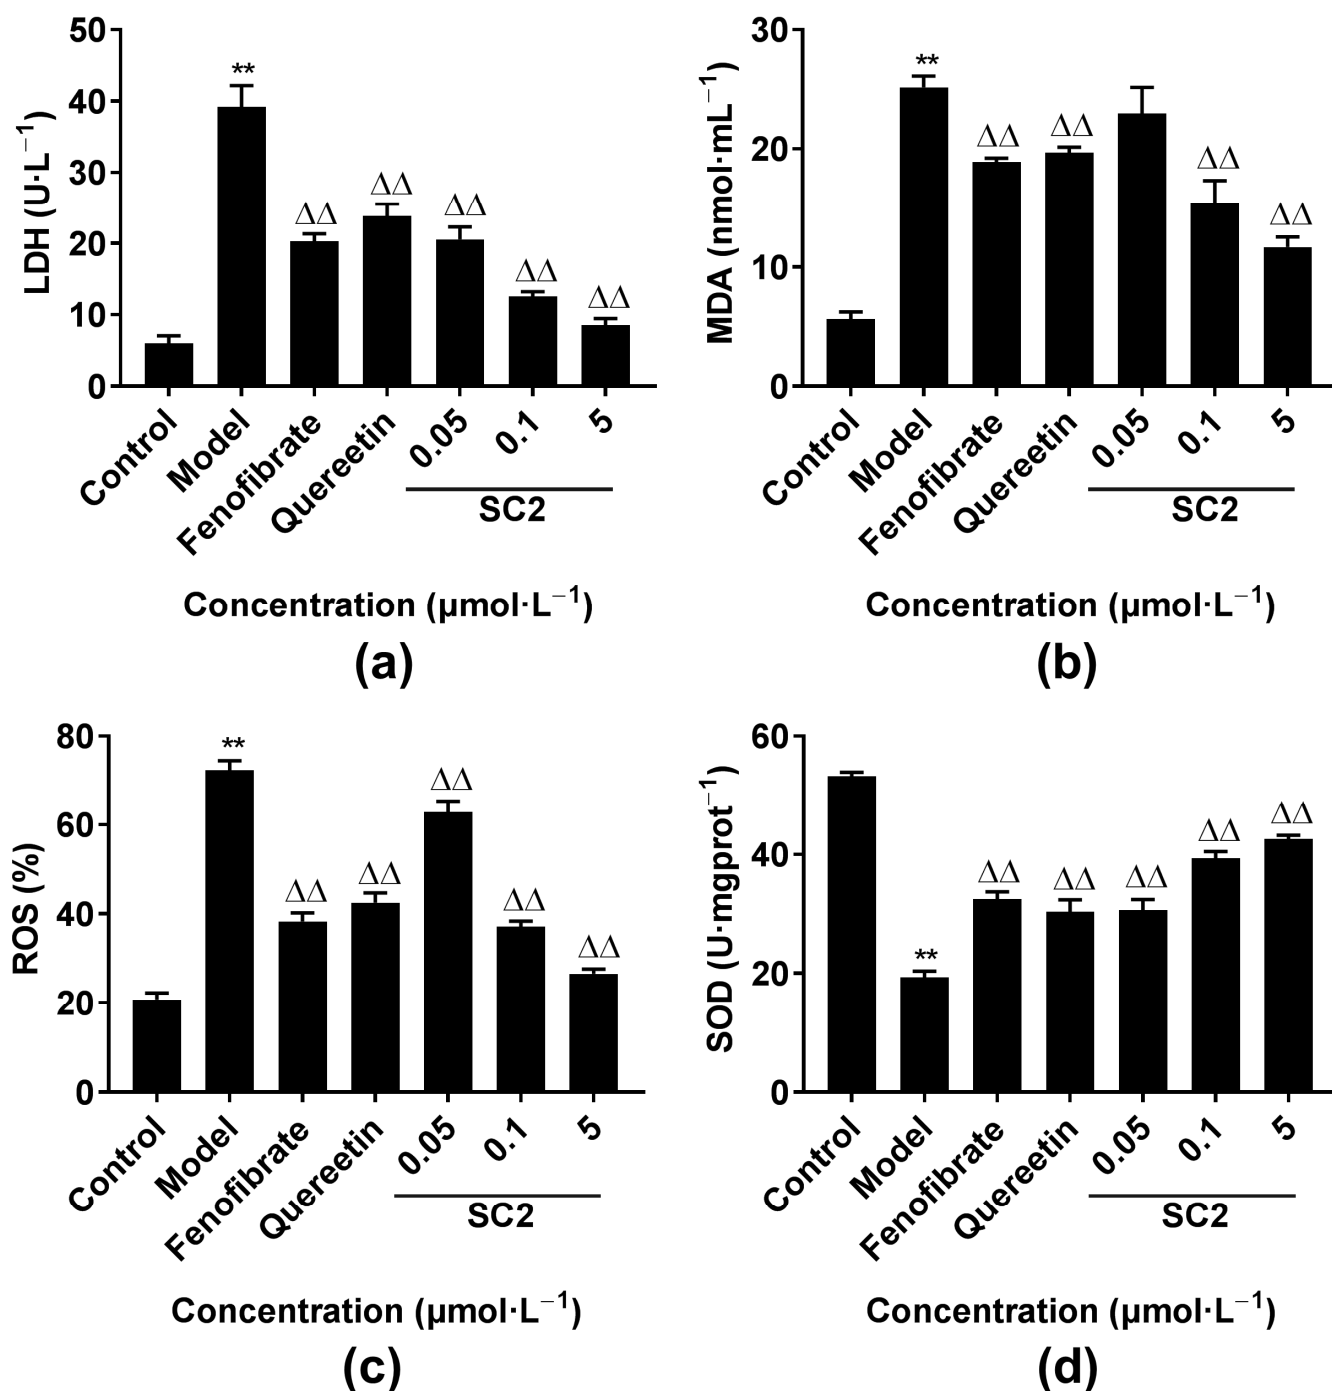 50
40
30
20
10
0
LDH (U·L⁻¹)
**
ΔΔ
ΔΔ
ΔΔ
ΔΔ
ΔΔ
Control
Model
Fenofibrate
Quereetin
0.05
0.1
5
SC2
Concentration (µmol·L⁻¹)
(a)
30
20
10
0
MDA (nmol·mL⁻¹)
**
ΔΔ
ΔΔ
ΔΔ
ΔΔ
Control
Model
Fenofibrate
Quereetin
0.05
0.1
5
SC2
Concentration (µmol·L⁻¹)
(b)
80
60
40
20
0
ROS (%)
**
ΔΔ
ΔΔ
ΔΔ
ΔΔ
ΔΔ
Control
Model
Fenofibrate
Quereetin
0.05
0.1
5
SC2
Concentration (µmol·L⁻¹)
(c)
60
40
20
0
SOD (U·mgprot⁻¹)
**
ΔΔ
ΔΔ
ΔΔ
ΔΔ
ΔΔ
Control
Model
Fenofibrate
Quereetin
0.05
0.1
5
SC2
Concentration (µmol·L⁻¹)
(d)